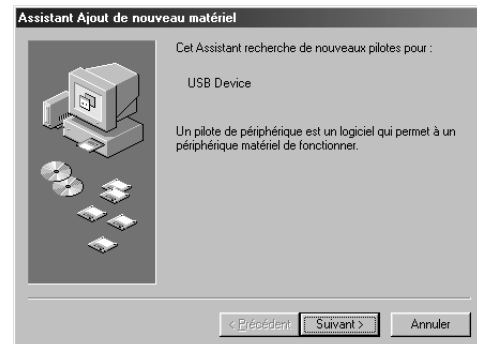 Assistant Ajout de nouveau matériel
Cet Assistant recherche de nouveaux pilotes pour :
USB Device
Un pilote de périphérique est un logiciel qui permet à un
périphérique matériel de fonctionner.
< Précédent Suivant > Annuler